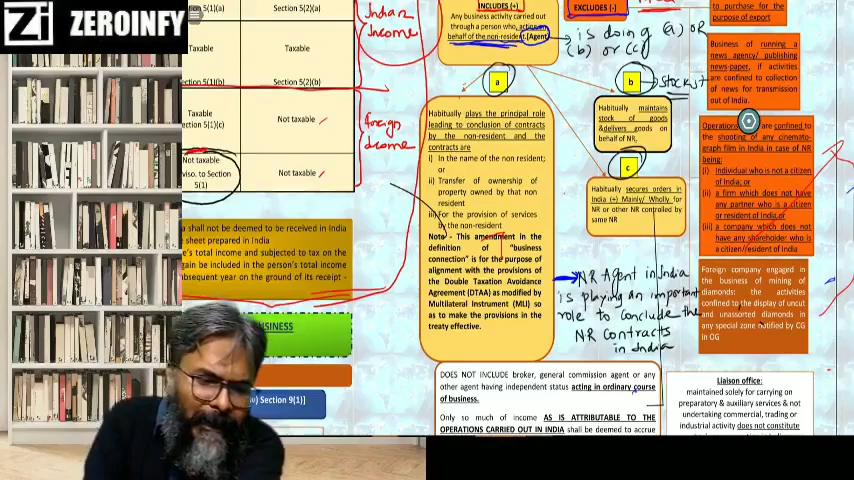 Zi ZEROINFY
Section 5(1)(a)
Section 5(2)(a)
Taxable
Taxable
Section 5(1)(b)
Section 5(2)(b)
Taxable
Section 5(1)(c)
Not taxable
Not taxable
viso. to Section
5(1)
Not taxable
Indian
Income
Foreign
Income
a shall not be deemed to be received in India
e sheet prepared in India
e's total income and subjected to tax on the
gain be included in the person's total income
ubsequent year on the ground of its receipt -
BUSINESS
o) Section 9(1)]
INCLUDES (+)
Any business activity carried out
through a person who, acting on
behalf of the non-resident [Agent]
is doing (a) OR
(b) or (c)
a
Habitually plays the principal role
leading to conclusion of contracts
by the non-resident and the
contracts are
i) In the name of the non resident;
or
ii) Transfer of ownership of
property owned by that non
resident
iii) For the provision of services
by the non-resident
Note - This amendment in the
definition of "business
connection" is for the purpose of
alignment with the provisions of
the Double Taxation Avoidance
Agreement (DTAA) as modified by
Multilateral Instrument (MLI) so
as to make the provisions in the
treaty effective.
b
Stockist
Habitually maintains
stock of goods
&delivers goods on
behalf of NR,
c
Habitually secures orders in
India (+) Mainly/ Wholly for
NR or other NR controlled by
same NR
NR Agent in India
is playing an important
role to conclude the
NR Contracts
in India
DOES NOT INCLUDE broker, general commission agent or any
other agent having independent status acting in ordinary course
of business.
Only so much of income AS IS ATTRIBUTABLE TO THE
OPERATIONS CARRIED OUT IN INDIA shall be deemed to accrue
EXCLUDES (-)
to purchase for the
purpose of export
Business of running a
news agency/ publishing
news-paper, if activities
are confined to collection
of news for transmission
out of India.
Operations are confined to
the shooting of any cinemato-
graph film in India in case of NR
being:
(i) Individual who is not a citizen
of India; or
(ii) a firm which does not have
any partner who is a citizen
or resident of India or
(iii) a company which does not
have any shareholder who is a
citizen/resident of India
Foreign company engaged in
the business of mining of
diamonds: the activities
confined to the display of uncut
and unassorted diamonds in
any special zone notified by CG
in OG
Liaison office:
maintained solely for carrying on
preparatory & auxiliary services & not
undertaking commercial, trading or
industrial activity does not constitute